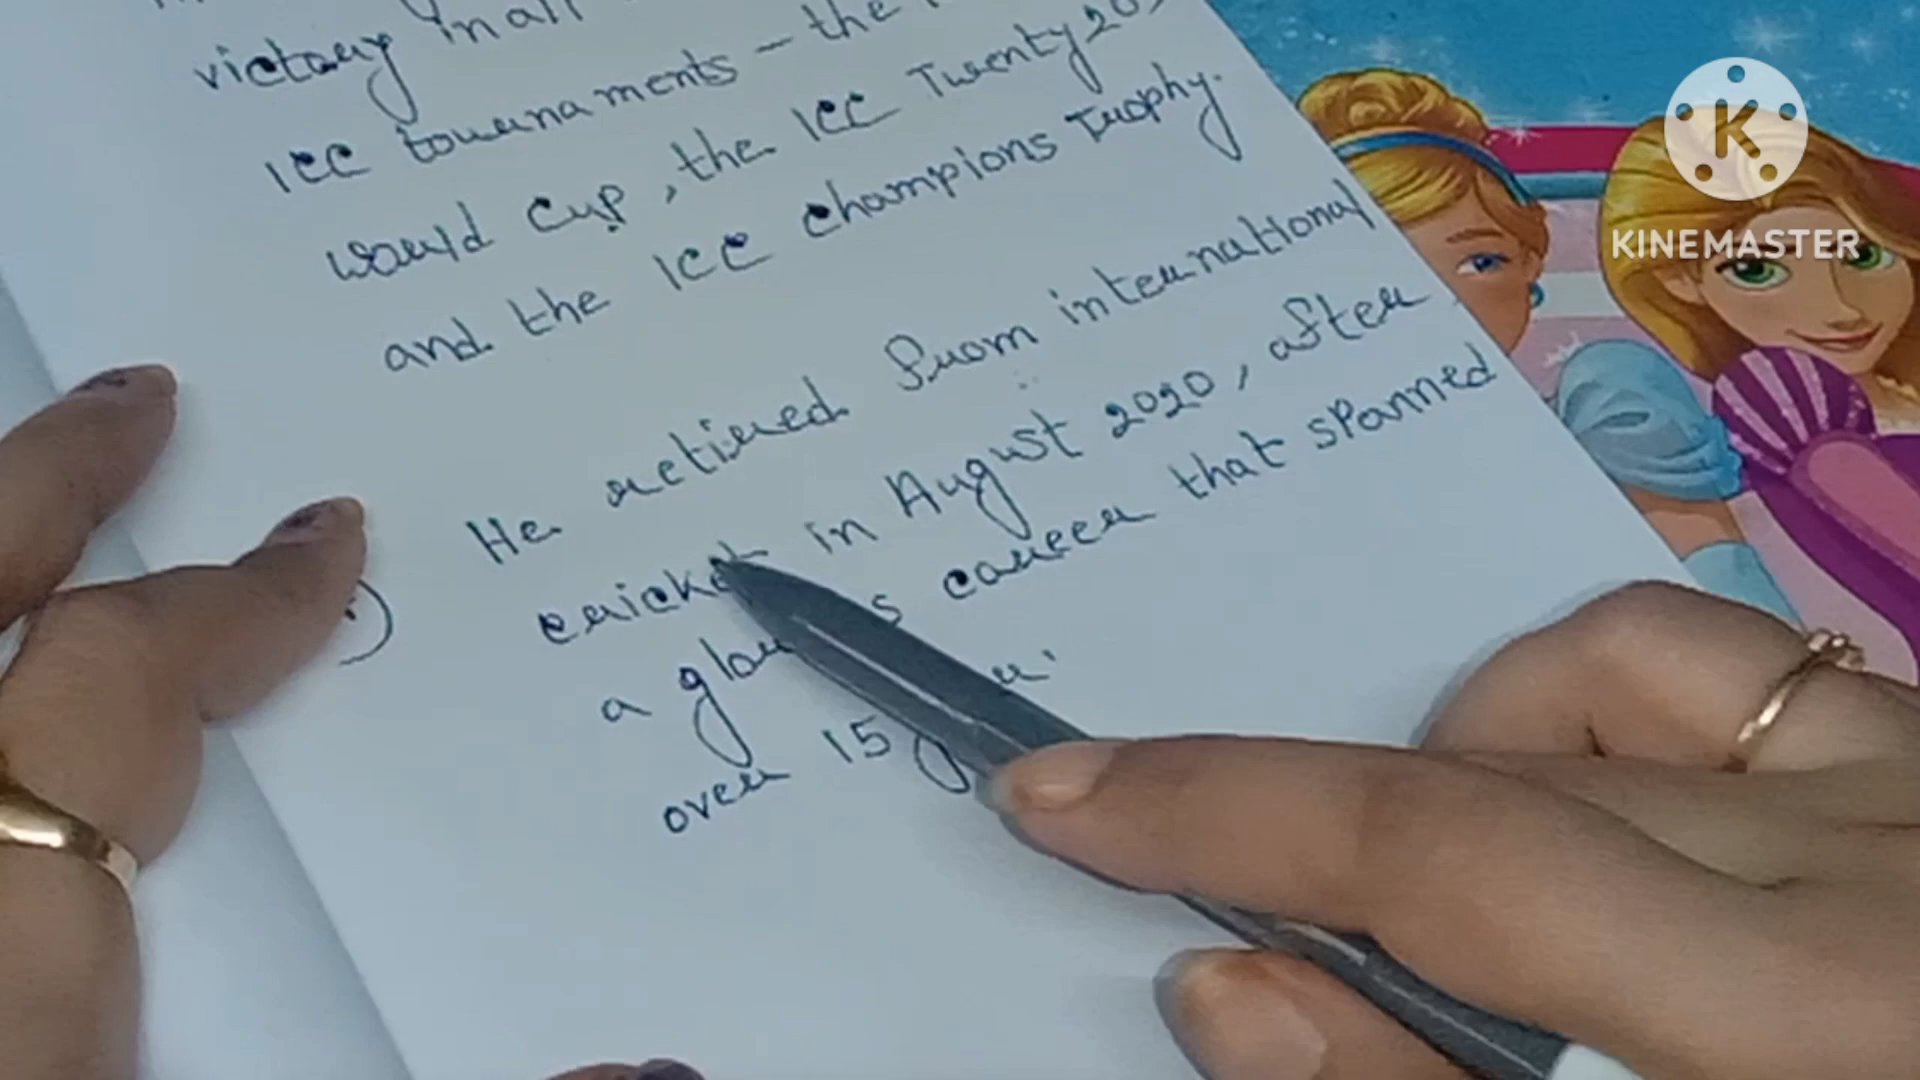 victory in all
ICC tournaments - the
world Cup, the ICC Twenty20,
and the ICC Champions Trophy.
He retired from international
cricket in August 2020, after
a career that spanned
over 15
KINEMASTER